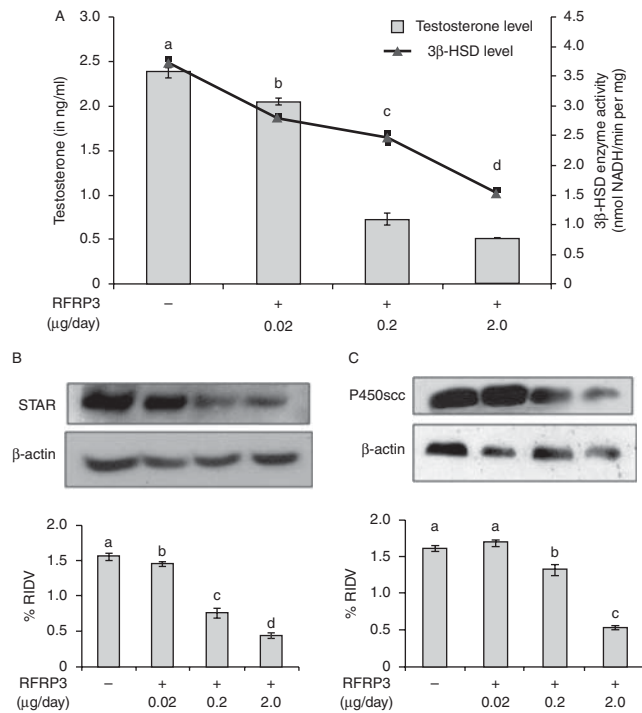 A
Testosterone level
3β-HSD level
Testosterone (in ng/ml)
3.0
2.5
2.0
1.5
1.0
0.5
0
a
b
c
d
4.5
4.0
3.5
3.0
2.5
2.0
1.5
1.0
0.5
0
3β-HSD enzyme activity
(nmol NADH/min per mg)
RFRP3 – + + +
(μg/day) 0.02 0.2 2.0
B
STAR
β-actin
% RIDV
2.0
1.5
1.0
0.5
0
a
b
c
d
RFRP3 – + + +
(μg/day) 0.02 0.2 2.0
C
P450scc
β-actin
% RIDV
2.0
1.5
1.0
0.5
0
a
a
b
c
RFRP3 – + + +
(μg/day) 0.02 0.2 2.0